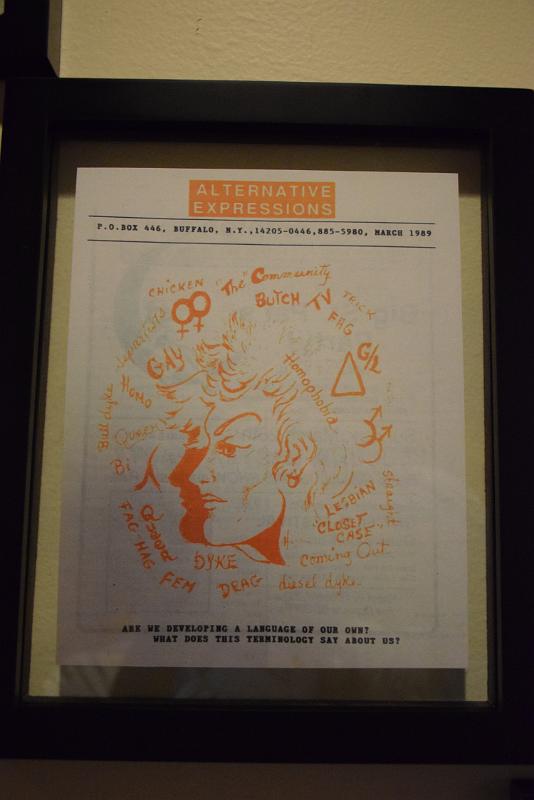 ALTERNATIVE
EXPRESSIONS
P.O.BOX 446, BUFFALO, N.Y.,14205-0446,885-5980, MARCH 1989
CHICKEN
"The" Community
BUTCH
TV
TRICK
FAG
Separatists
GAY
G/L
Homophobia
Homo
Bull dyke
Queen
Bi
LESBIAN
Straight
"CLOSET
CASE"
FAG HAG
DYKE
Coming Out
FEM
DRAG
diesel dyke
ARE WE DEVELOPING A LANGUAGE OF OUR OWN?
WHAT DOES THIS TERMINOLOGY SAY ABOUT US?